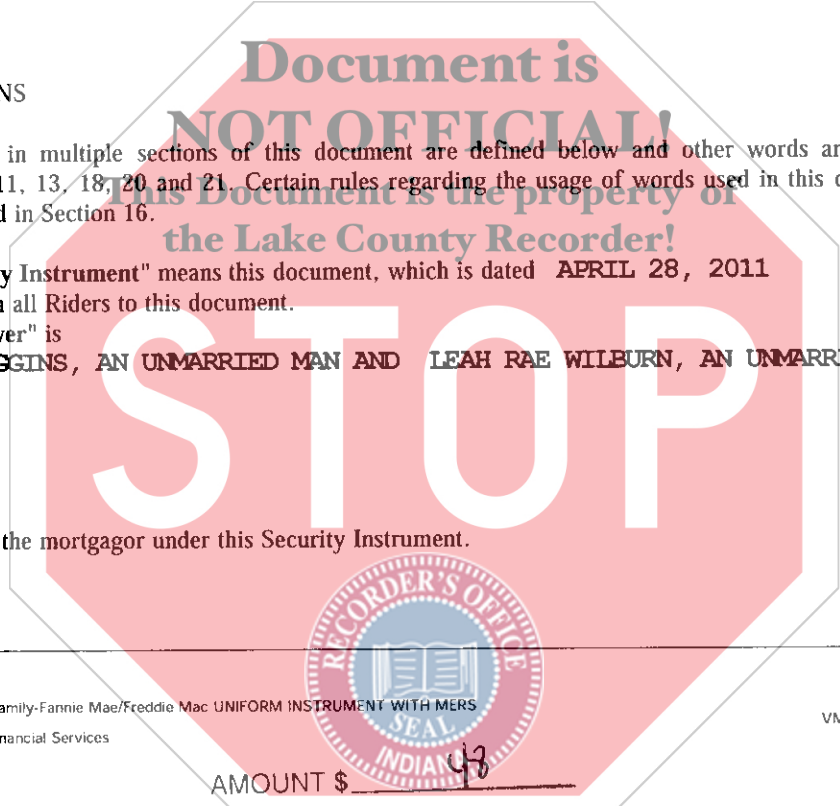 Document is
NS
NOT OFFICIAL!
in multiple sections of this document are defined below and other words ar
11, 13, 18, 20 and 21. Certain rules regarding the usage of words used in this d
This Document is the property of
d in Section 16.
the Lake County Recorder!
y Instrument" means this document, which is dated APRIL 28, 2011
all Riders to this document.
ver" is
GGINS, AN UNMARRIED MAN AND LEAH RAE WILBURN, AN UNMARRI
STOP
the mortgagor under this Security Instrument.
RECORDER'S OFFICE
amily-Fannie Mae/Freddie Mac UNIFORM INSTRUMENT WITH MERS
VM
nancial Services
SEAL
INDIANA
AMOUNT $ 48